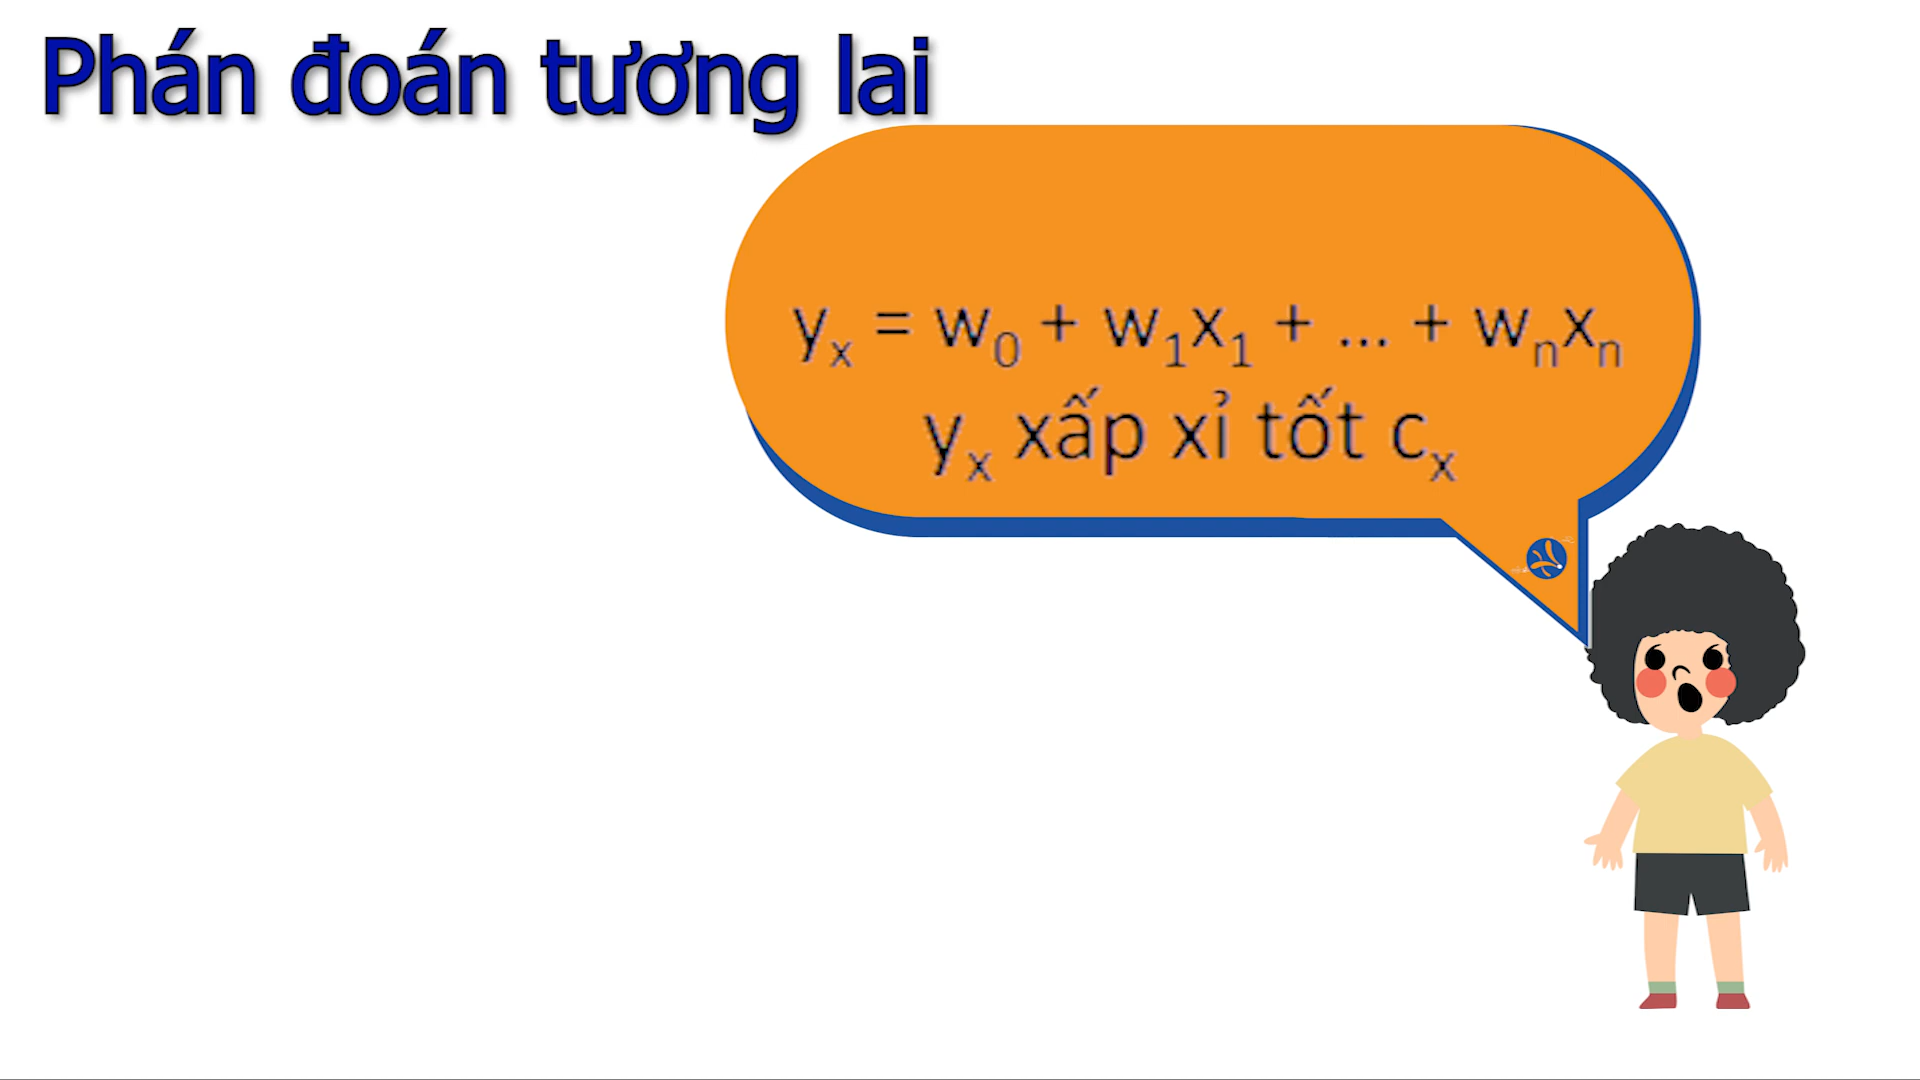 Phán đoán tương lai
yₓ = w₀ + w₁x₁ + ... + wₙxₙ
yₓ xấp xỉ tốt cₓ